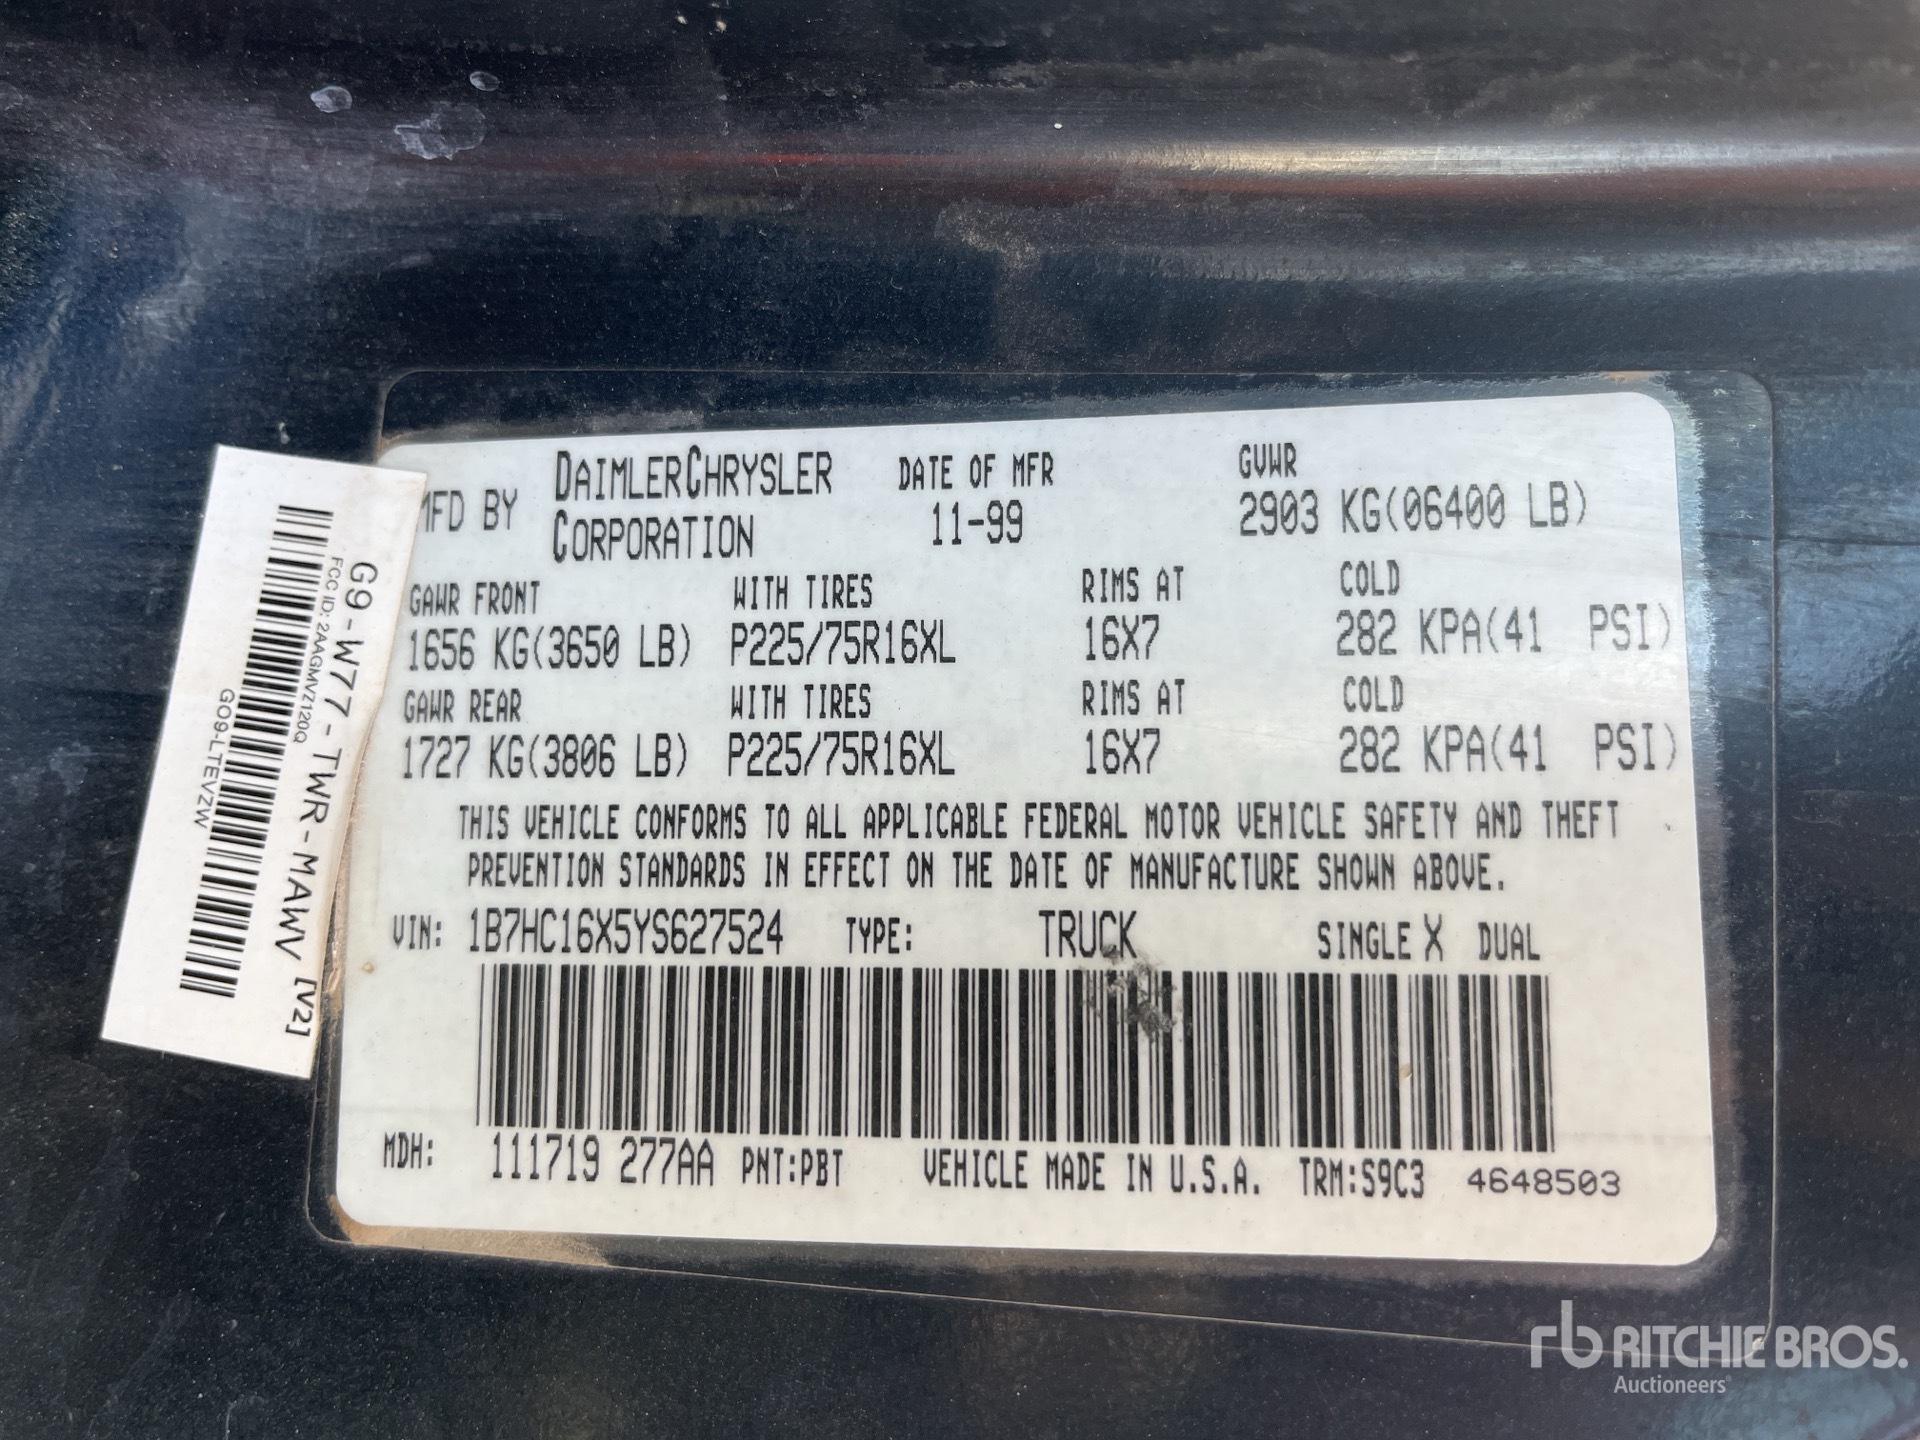 MFD BY DAIMLERCHRYSLER CORPORATION DATE OF MFR 11-99 GVWR 2903 KG(06400 LB)
GAWR FRONT WITH TIRES RIMS AT COLD
1656 KG(3650 LB) P225/75R16XL 16X7 282 KPA(41 PSI)
GAWR REAR WITH TIRES RIMS AT COLD
1727 KG(3806 LB) P225/75R16XL 16X7 282 KPA(41 PSI)
THIS VEHICLE CONFORMS TO ALL APPLICABLE FEDERAL MOTOR VEHICLE SAFETY AND THEFT
PREVENTION STANDARDS IN EFFECT ON THE DATE OF MANUFACTURE SHOWN ABOVE.
VIN: 1B7HC16X5YS627524 TYPE: TRUCK SINGLE X DUAL
MDH: 111719 277AA PNT:PBT VEHICLE MADE IN U.S.A. TRM:S9C3 4648503
G9-W77-TWR-MAWV [V2]
FCC ID: 2AAGMVZ120Q
GO9-LTEVZW
rb RITCHIE BROS.
Auctioneers